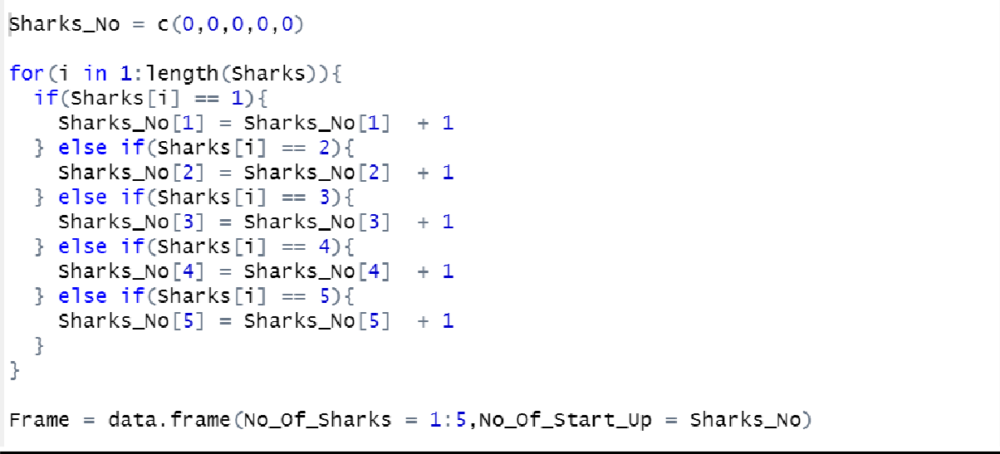 Sharks_No = c(0,0,0,0,0)

for(i in 1:length(Sharks)){
  if(Sharks[i] == 1){
    Sharks_No[1] = Sharks_No[1]  + 1
  } else if(Sharks[i] == 2){
    Sharks_No[2] = Sharks_No[2]  + 1
  } else if(Sharks[i] == 3){
    Sharks_No[3] = Sharks_No[3]  + 1
  } else if(Sharks[i] == 4){
    Sharks_No[4] = Sharks_No[4]  + 1
  } else if(Sharks[i] == 5){
    Sharks_No[5] = Sharks_No[5]  + 1
  }
}

Frame = data.frame(No_Of_Sharks = 1:5,No_Of_Start_Up = Sharks_No)